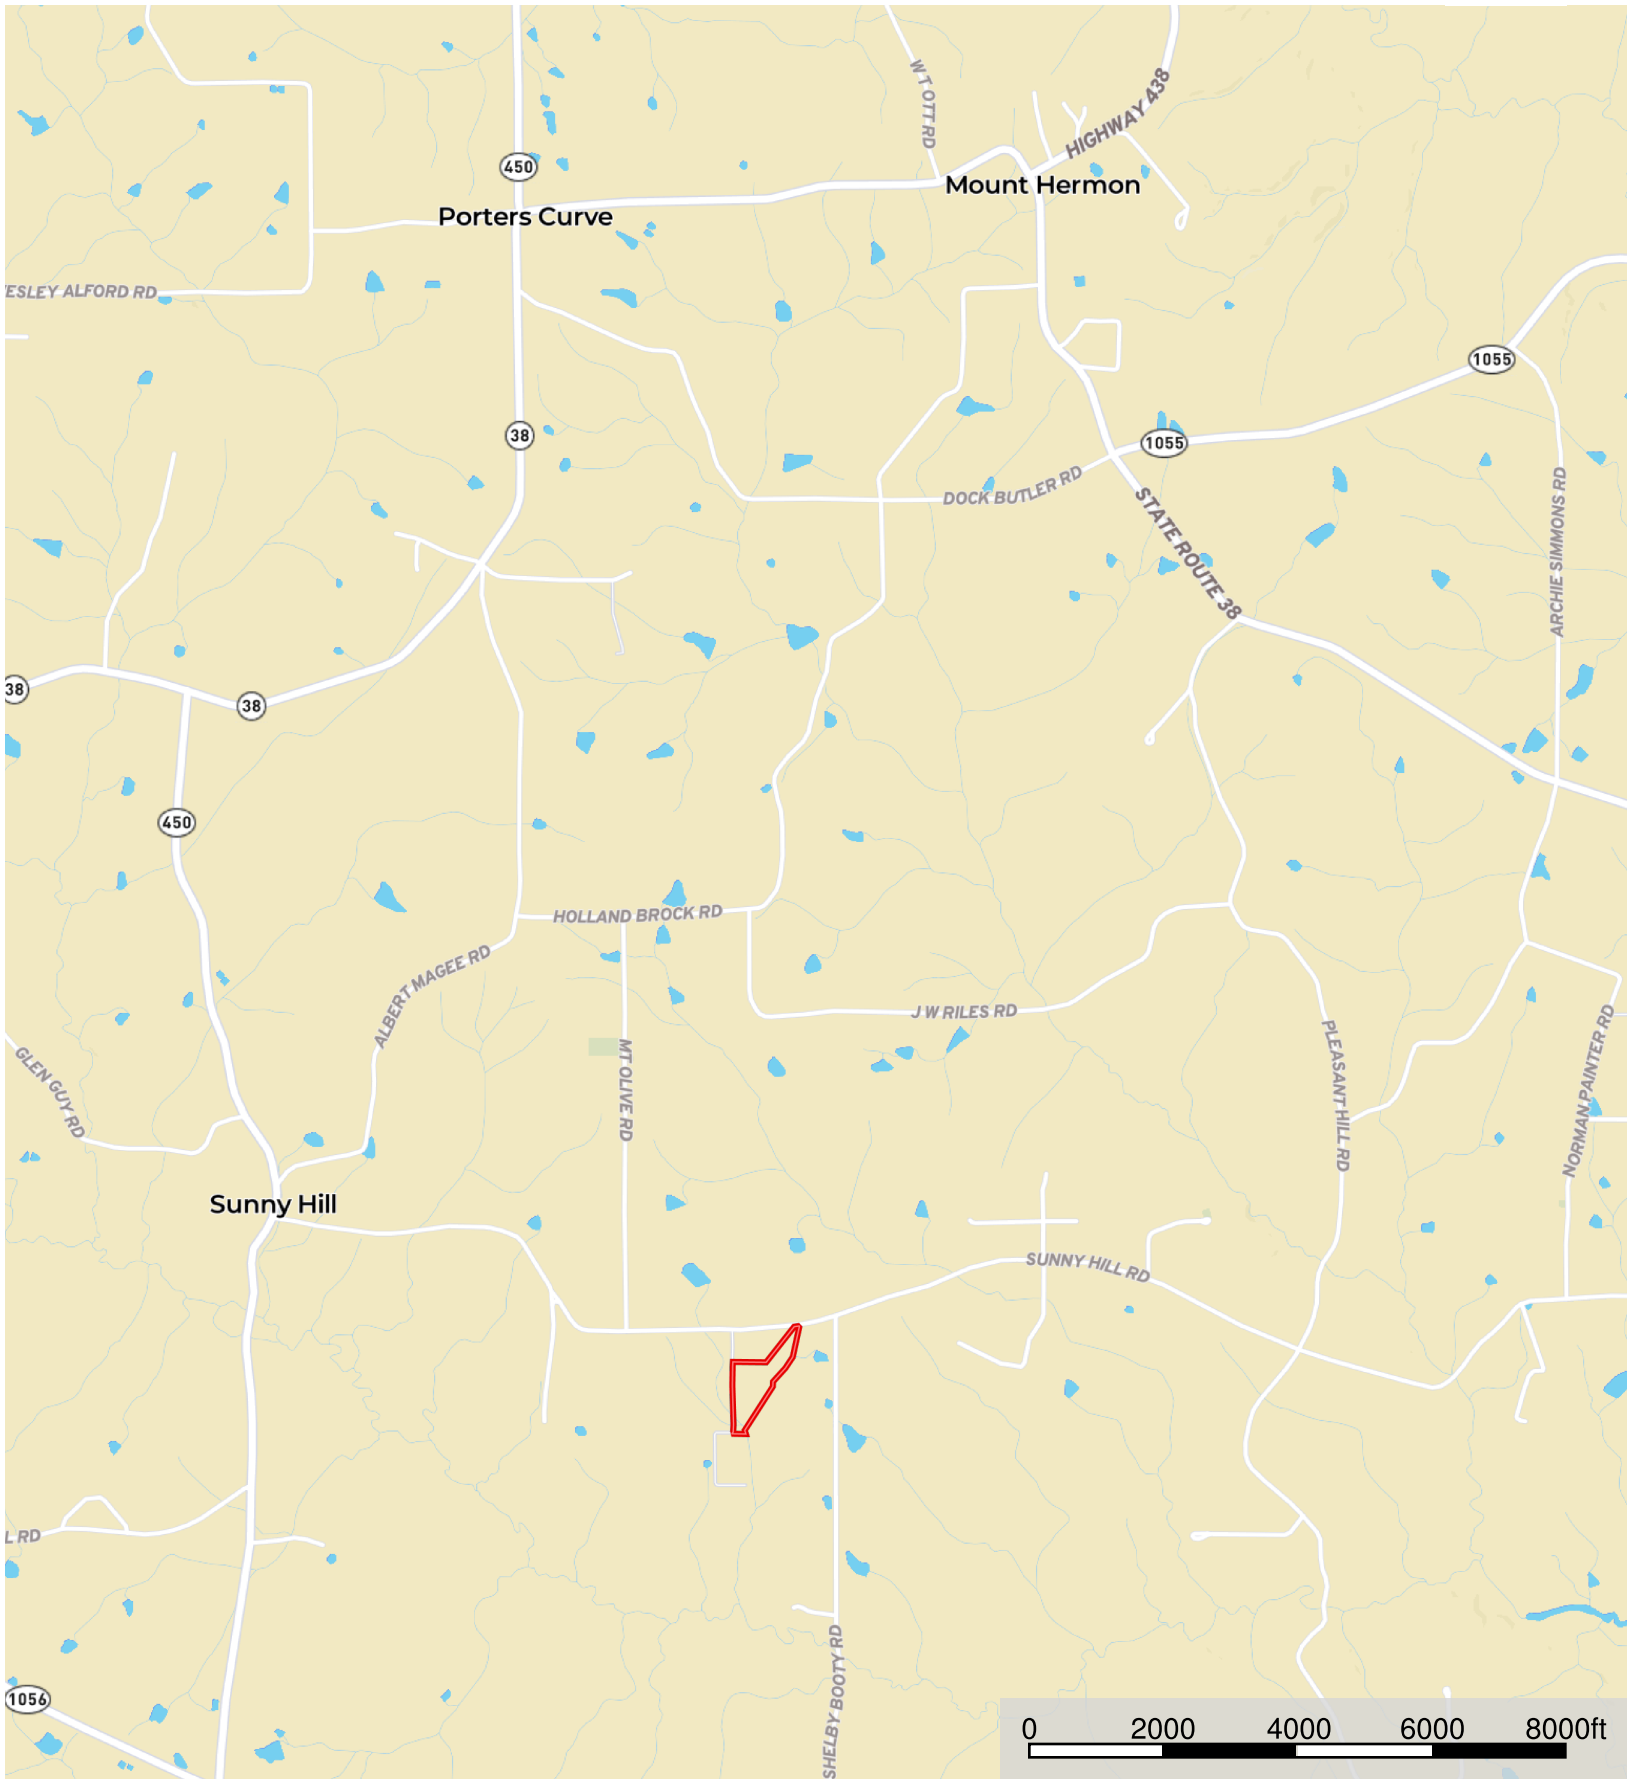 W T OTT RD
HIGHWAY 438
450
Mount Hermon
Porters Curve
ESLEY ALFORD RD
1055
38
1055
DOCK BUTLER RD
STATE ROUTE 38
ARCHIE SIMMONS RD
38
38
450
HOLLAND BROCK RD
ALBERT MAGEE RD
J W RILES RD
GLEN GUY RD
MT OLIVE RD
PLEASANT HILL RD
NORMAN PAINTER RD
Sunny Hill
SUNNY HILL RD
L RD
SHELBY BOOTY RD
1056
0 2000 4000 6000 8000ft